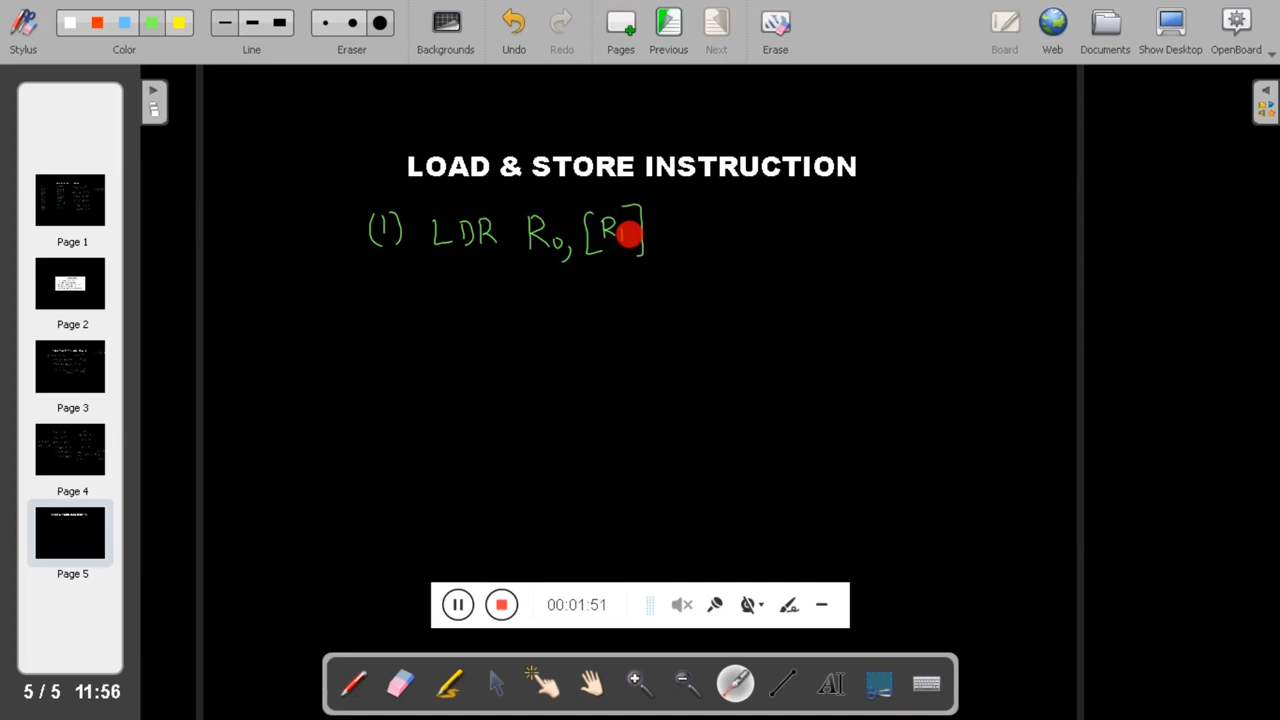 Stylus
Color
Line
Eraser
Backgrounds
Undo
Redo
Pages
Previous
Next
Erase
Board
Web
Documents
Show Desktop
OpenBoard
Page 1
Page 2
Page 3
Page 4
Page 5
5 / 5 11:56
LOAD & STORE INSTRUCTION
(1) LDR R0, [R1]
00:01:51
AI